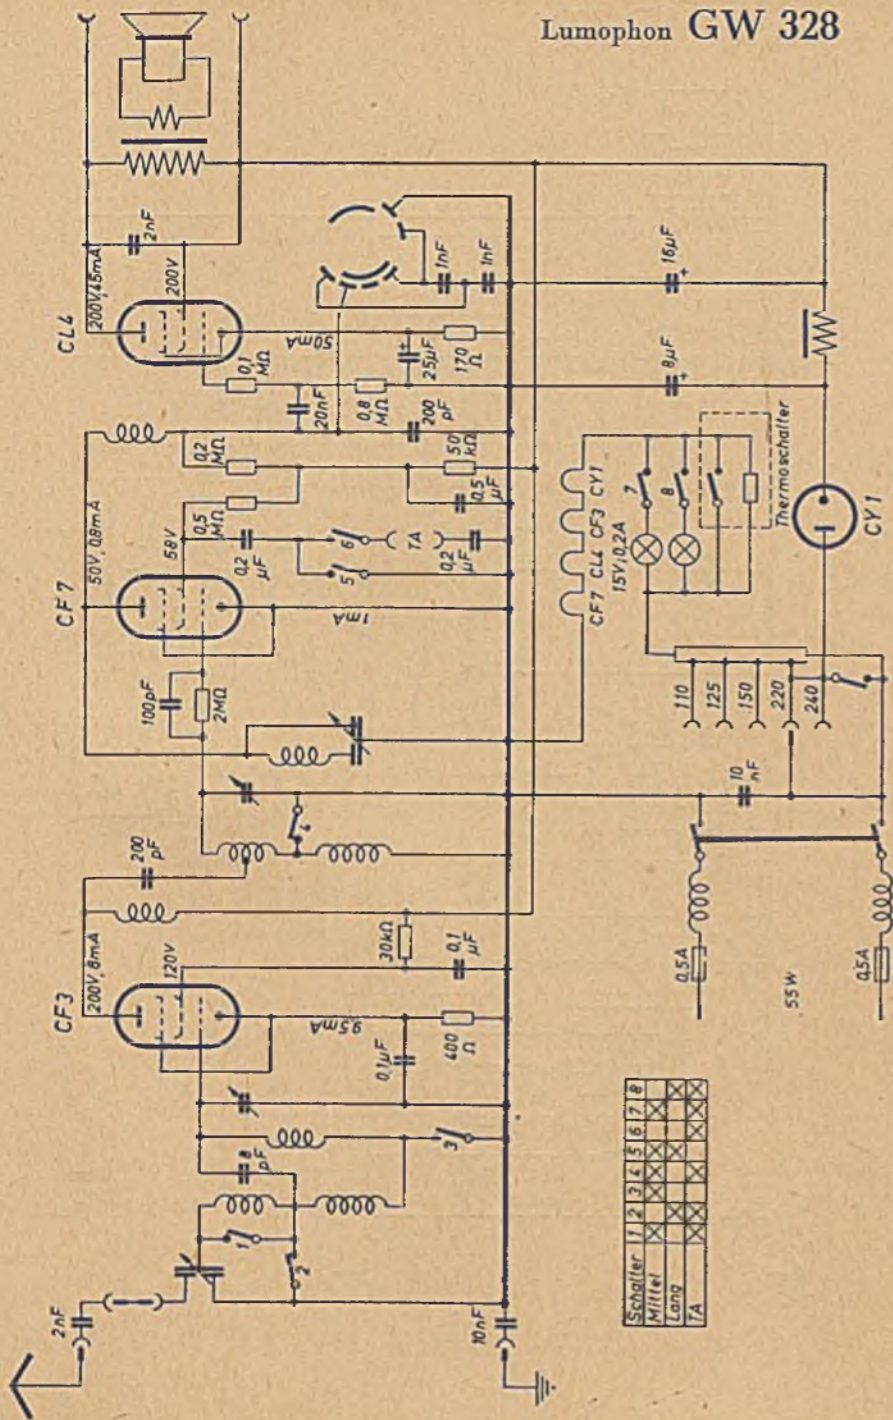 Lumophon GW 328
CF3
CF7
CL4
200V, 8mA
50V, 0,8mA
200V, 45mA
2nF
120V
58V
200V
2nF
200
pF
100pF
2MΩ
0,5
MΩ
0,2
MΩ
0,1
MΩ
0,2
µF
20nF
0,8
MΩ
8
pF
1
2
3
4
5
6
TA
9,5mA
1mA
50mA
0,1µF
400
Ω
30kΩ
0,1
µF
0,2
µF
0,5
µF
50
kΩ
200
pF
25µF
170
Ω
1nF
1nF
10nF
CF7 CL4 CF3 CY1
15V; 0,2A
7
8
Thermoschalter
8µF
16µF
CY1
110
125
150
220
240
10
nF
0,5A
55W
0,5A
Schalter 1 2 3 4 5 6 7 8
Mittel
Lang
TA